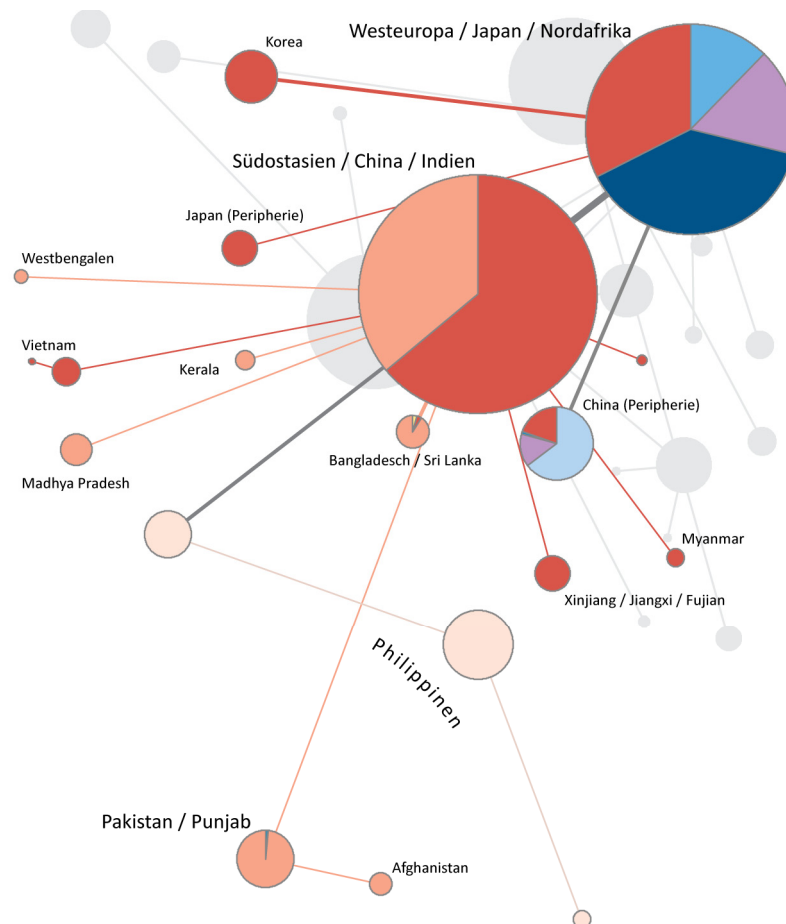 Westeuropa / Japan / Nordafrika
Korea
Südostasien / China / Indien
Japan (Peripherie)
Westbengalen
Vietnam
Kerala
China (Peripherie)
Bangladesch / Sri Lanka
Madhya Pradesh
Myanmar
Xinjiang / Jiangxi / Fujian
Philippinen
Pakistan / Punjab
Afghanistan